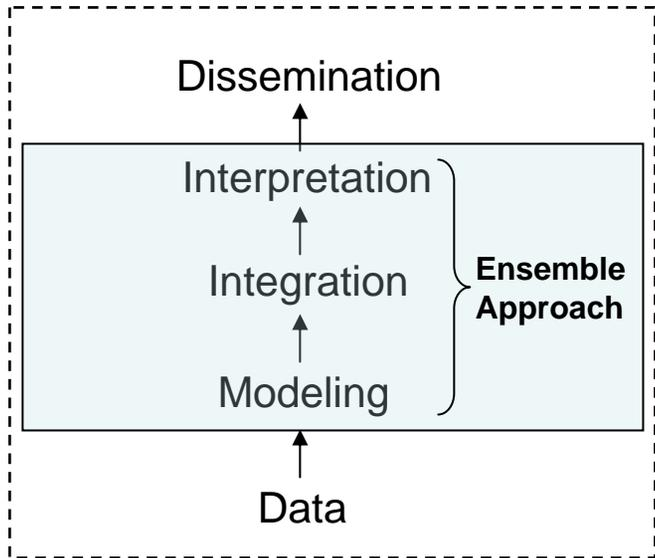 Dissemination
Interpretation
Integration
Ensemble
Approach
Modeling
Data